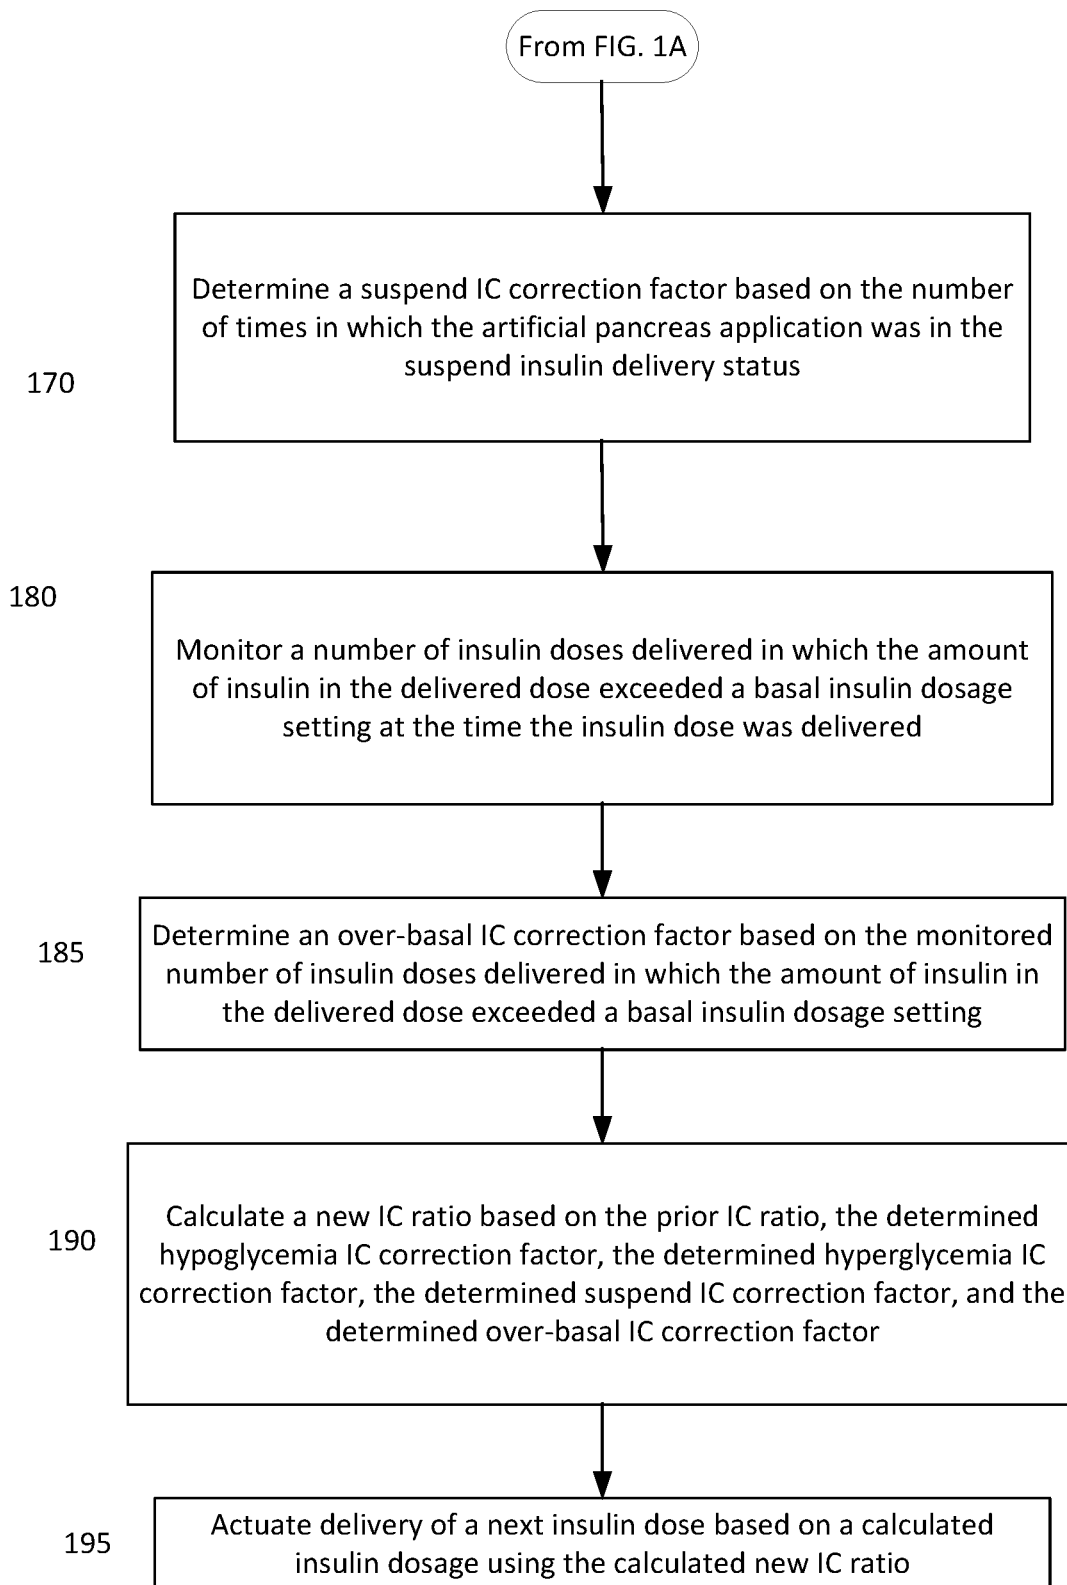 From FIG. 1A
Determine a suspend IC correction factor based on the number
of times in which the artificial pancreas application was in the
suspend insulin delivery status
170
180
Monitor a number of insulin doses delivered in which the amount
of insulin in the delivered dose exceeded a basal insulin dosage
setting at the time the insulin dose was delivered
185
Determine an over-basal IC correction factor based on the monitored
number of insulin doses delivered in which the amount of insulin in
the delivered dose exceeded a basal insulin dosage setting
190
Calculate a new IC ratio based on the prior IC ratio, the determined
hypoglycemia IC correction factor, the determined hyperglycemia IC
correction factor, the determined suspend IC correction factor, and the
determined over-basal IC correction factor
195
Actuate delivery of a next insulin dose based on a calculated
insulin dosage using the calculated new IC ratio